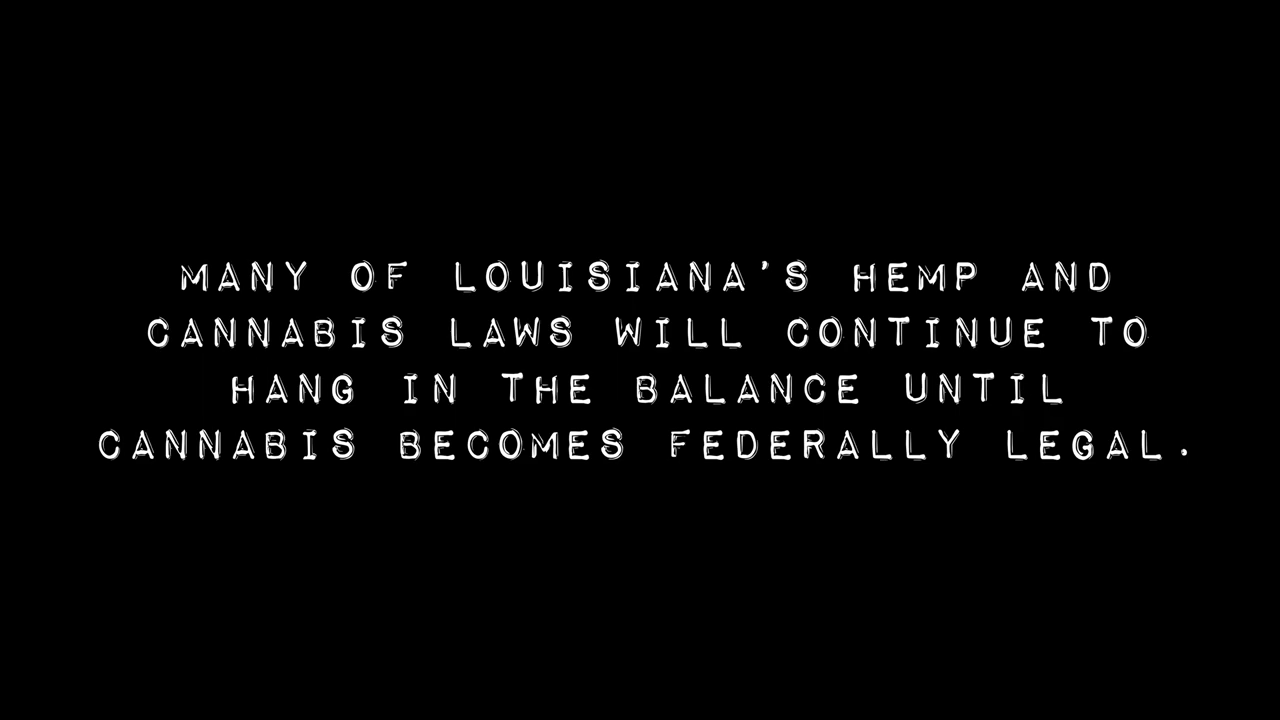 MANY OF LOUISIANA'S HEMP AND
CANNABIS LAWS WILL CONTINUE TO
HANG IN THE BALANCE UNTIL
CANNABIS BECOMES FEDERALLY LEGAL.